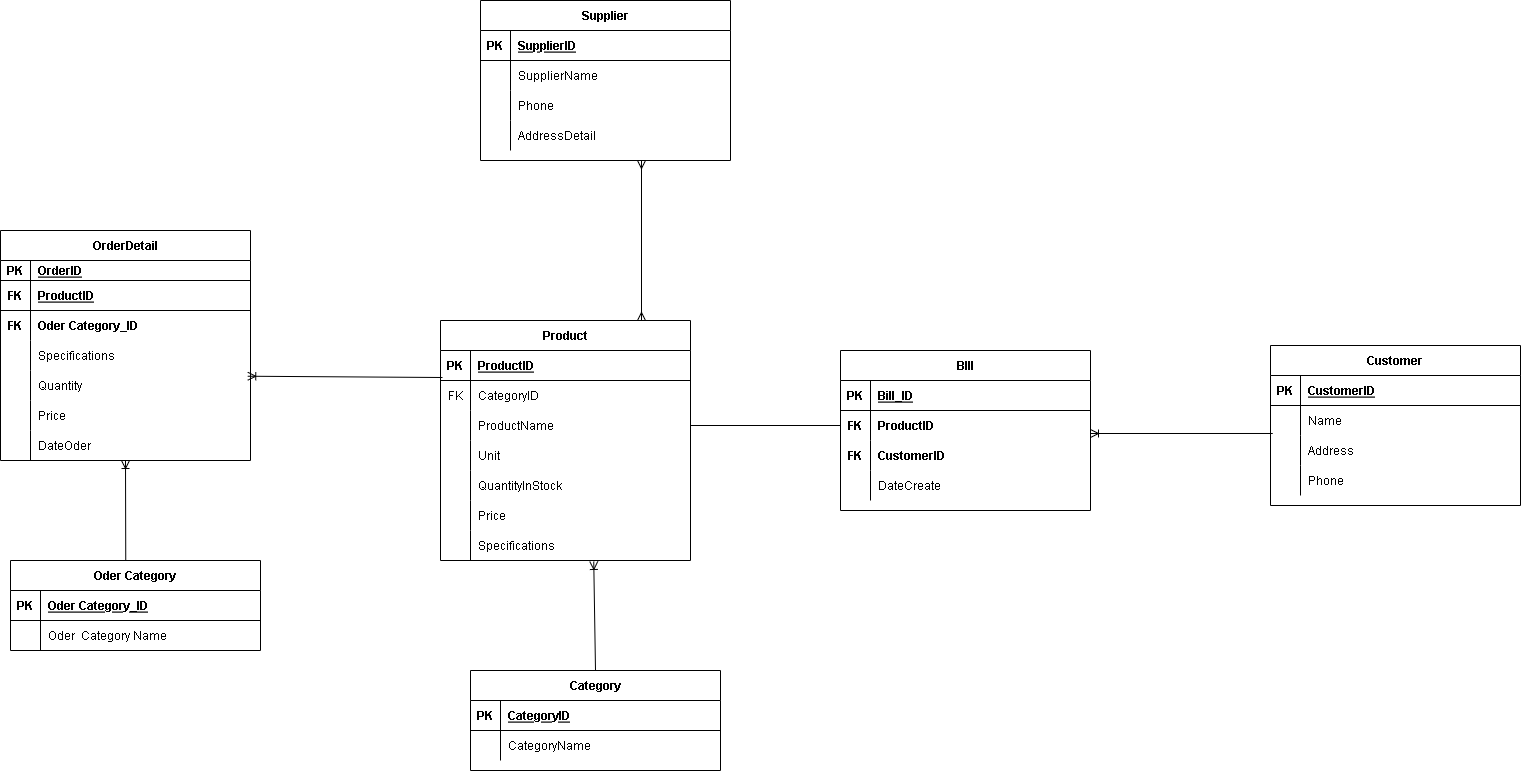 Supplier
PK SupplierID
SupplierName
Phone
AddressDetail
OrderDetail
PK OrderID
FK ProductID
FK Oder Category_ID
Specifications
Quantity
Price
DateOder
Product
PK ProductID
FK CategoryID
ProductName
Unit
QuantityInStock
Price
Specifications
Bill
PK Bill_ID
FK ProductID
FK CustomerID
DateCreate
Customer
PK CustomerID
Name
Address
Phone
Oder Category
PK Oder Category_ID
Oder Category Name
Category
PK CategoryID
CategoryName